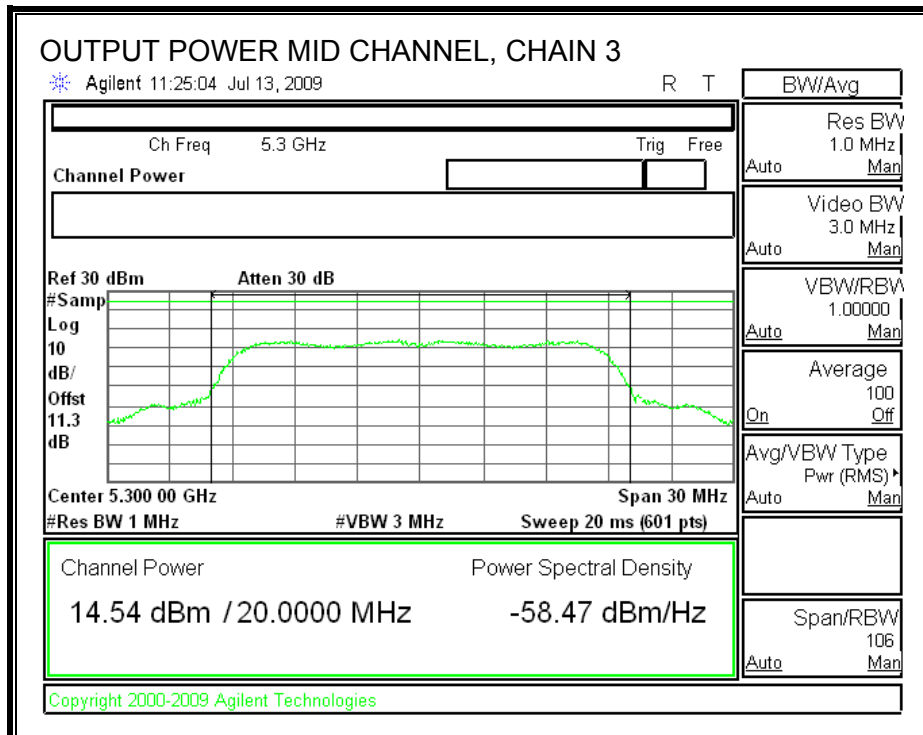 OUTPUT POWER MID CHANNEL, CHAIN 3
Agilent 11:25:04 Jul 13, 2009
R T
Ch Freq 5.3 GHz
Trig Free
Channel Power
Ref 30 dBm
Atten 30 dB
#Samp
Log
10
dB/
Offst
11.3
dB
Center 5.300 00 GHz
Span 30 MHz
#Res BW 1 MHz
#VBW 3 MHz
Sweep 20 ms (601 pts)
Channel Power
Power Spectral Density
14.54 dBm / 20.0000 MHz
-58.47 dBm/Hz
Copyright 2000-2009 Agilent Technologies
BW/Avg
Res BW
1.0 MHz
Auto Man
Video BW
3.0 MHz
Auto Man
VBW/RBW
1.00000
Auto Man
Average
100
On Off
Avg/VBW Type
Pwr (RMS)
Auto Man
Span/RBW
106
Auto Man